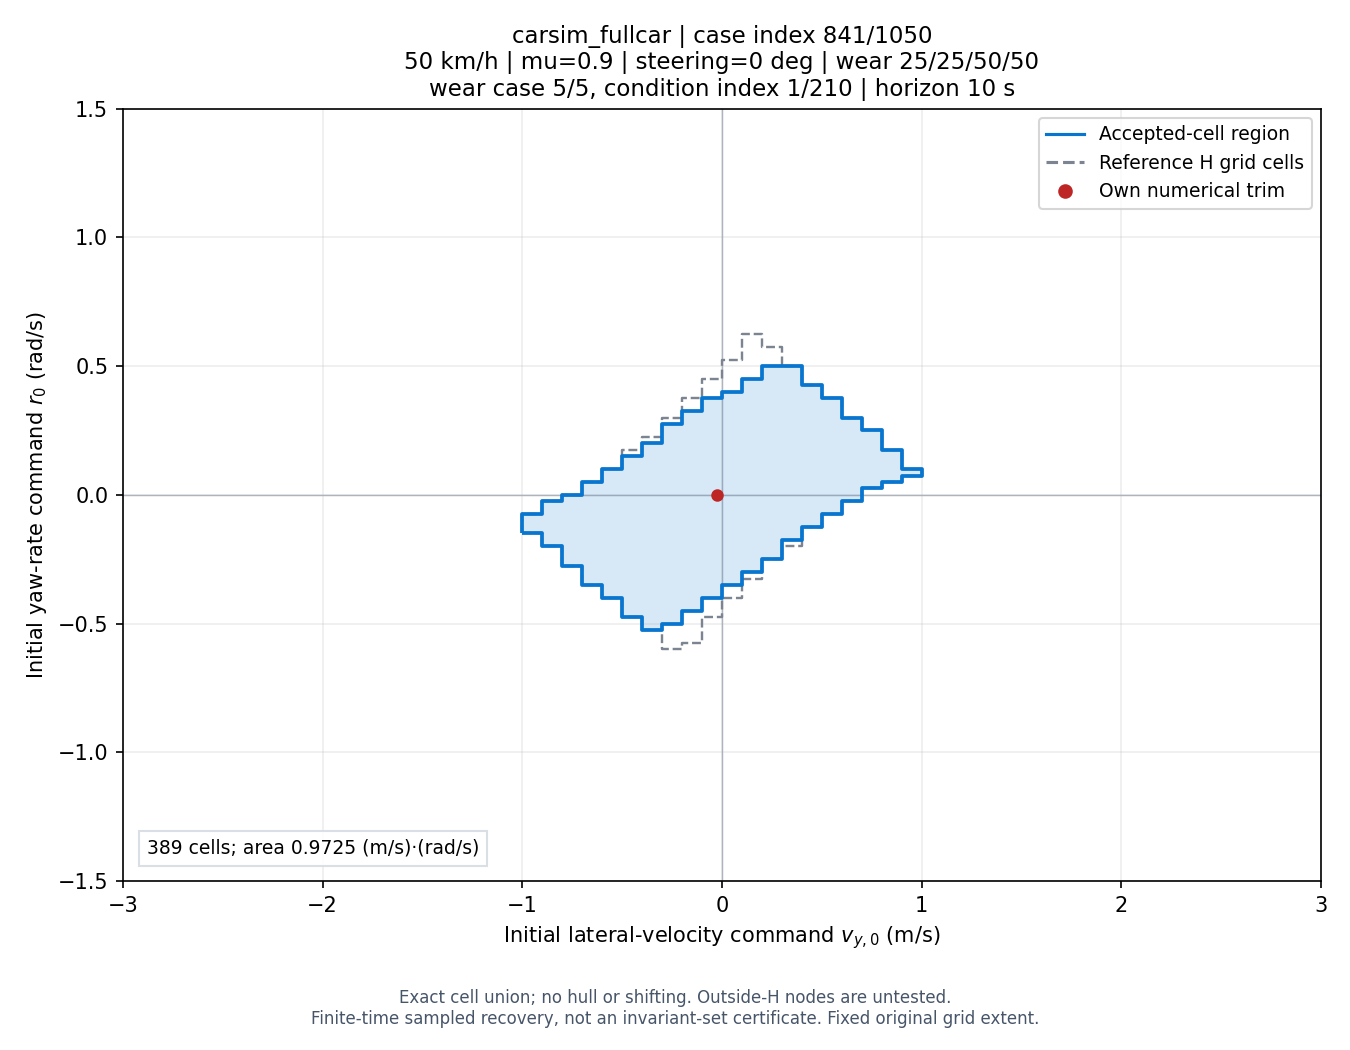 carsim_fullcar | case index 841/1050
50 km/h | mu=0.9 | steering=0 deg | wear 25/25/50/50
wear case 5/5, condition index 1/210 | horizon 10 s
Accepted-cell region
Reference H grid cells
Own numerical trim
1.5
1.0
0.5
0.0
−0.5
−1.0
−1.5
Initial yaw-rate command r₀ (rad/s)
389 cells; area 0.9725 (m/s)·(rad/s)
−3
−2
−1
0
1
2
3
Initial lateral-velocity command v_{y,0} (m/s)
Exact cell union; no hull or shifting. Outside-H nodes are untested.
Finite-time sampled recovery, not an invariant-set certificate. Fixed original grid extent.